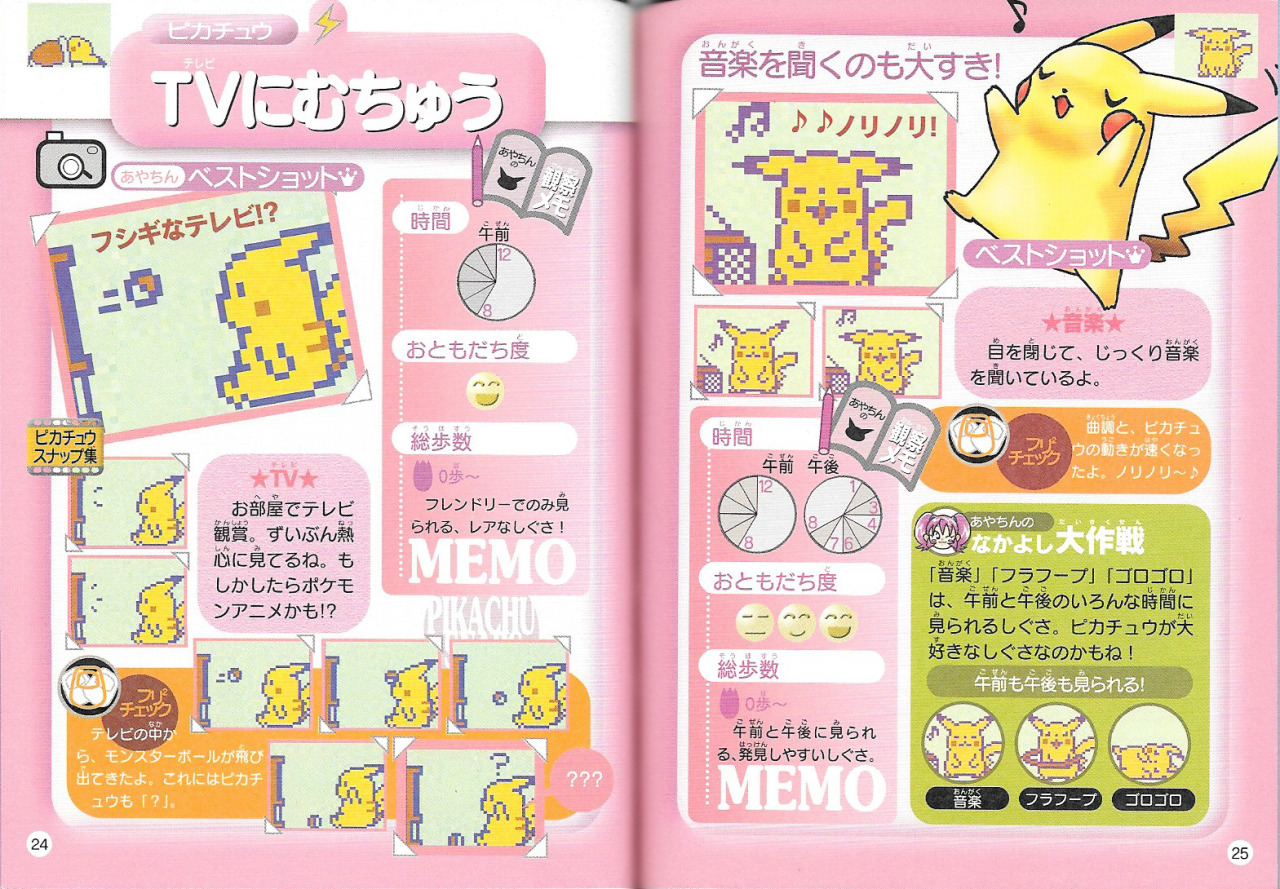 ピカチュウ
TVにむちゅう
テレビ
あやちん ベストショット
フシギなテレビ!?
ピカチュウ
スナップ集
★TV★
テレビ
お部屋でテレビ
観賞。ずいぶん熱
心に見てるね。も
しかしたらポケモ
ンアニメかも!?
あやちんの
観察
メモ
時間
午前
12
8
おともだち度
総歩数
0歩〜
フレンドリーでのみ見
られる、レアなしぐさ！
MEMO
PIKACHU
フリ²
チェック
テレビの中か
ら、モンスターボールが飛び
出てきたよ。これにはピカチ
ュウも「？」。
?
???
24
音楽を聞くのも大すき!
♪♪ノリノリ!
ベストショット
★音楽★
目を閉じて、じっくり音楽
を聞いているよ。
あやちんの
観察
メモ
時間
午前 午後
12
8
1
3
4
6
7
8
おともだち度
総歩数
0歩〜
午前と午後に見られ
る、発見しやすいしぐさ。
MEMO
フリ²
チェック
曲調と、ピカチュ
ウの動きが速くなっ
たよ。ノリノリ〜♪
あやちんの
なかよし大作戦
「音楽」「フラフープ」「ゴロゴロ」
は、午前と午後のいろんな時間に
見られるしぐさ。ピカチュウが大
好きなしぐさなのかもね！
午前も午後も見られる!
音楽 フラフープ ゴロゴロ
25